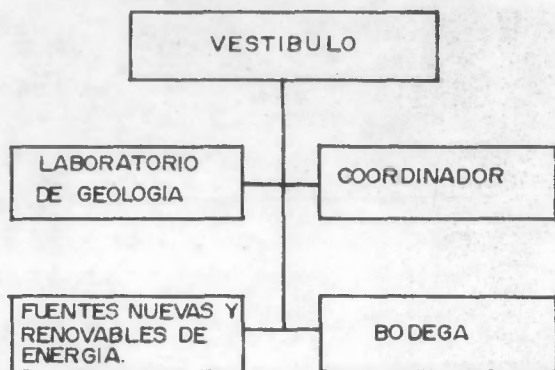 VESTIBULO
LABORATORIO
DE GEOLOGIA
COORDINADOR
FUENTES NUEVAS Y
RENOVABLES DE
ENERGIA.
BODEGA